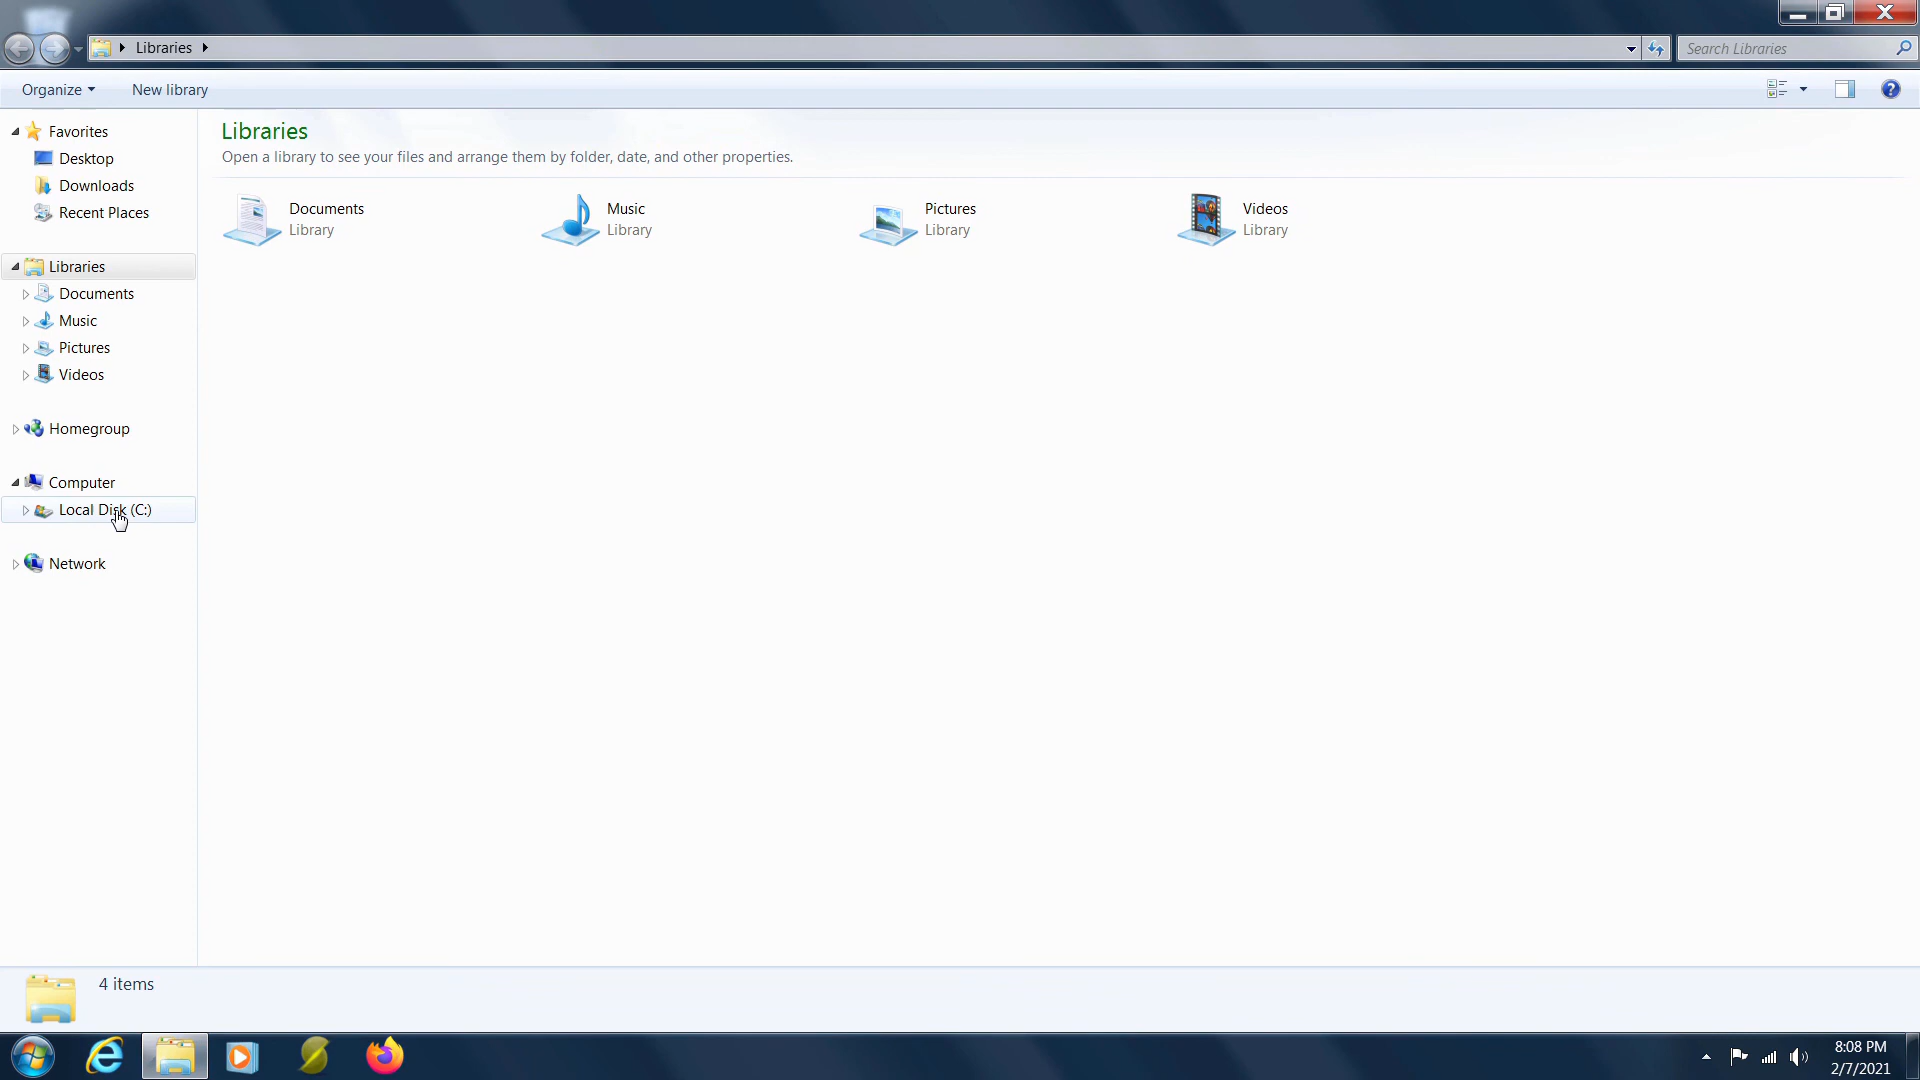 Libraries
Search Libraries
Organize
New library
Favorites
Desktop
Downloads
Recent Places
Libraries
Documents
Music
Pictures
Videos
Homegroup
Computer
Local Disk (C:)
Network
Libraries
Open a library to see your files and arrange them by folder, date, and other properties.
Documents
Library
Music
Library
Pictures
Library
Videos
Library
4 items
8:08 PM
2/7/2021